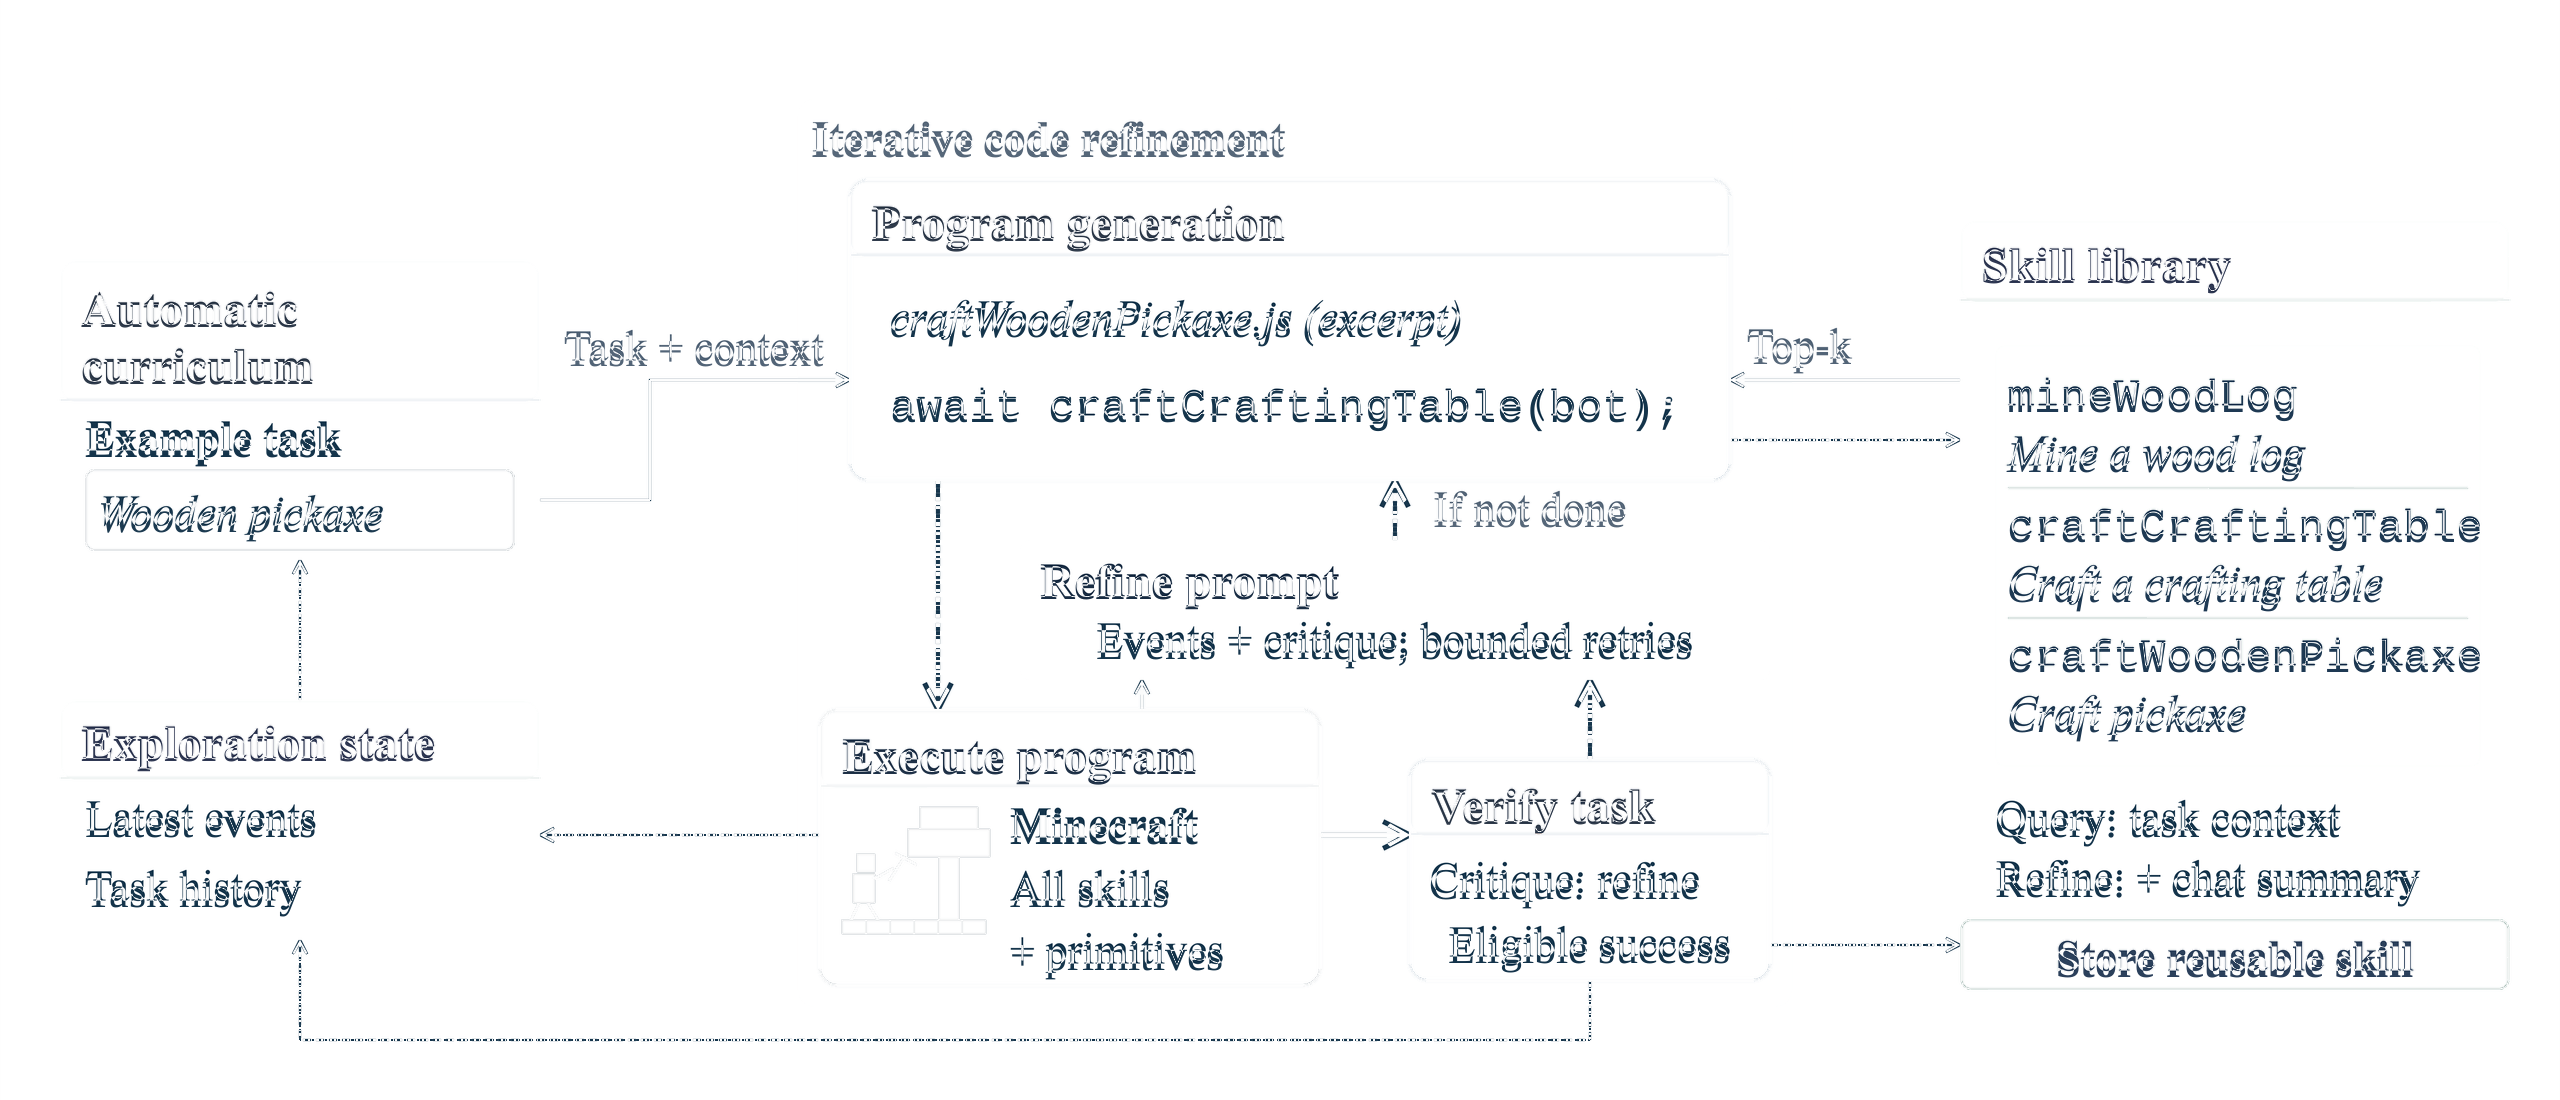 Iterative code refinement
Program generation
craftWoodenPickaxe.js (excerpt)
await craftCraftingTable(bot);
Automatic
curriculum
Example task
Wooden pickaxe
Task + context
Top-k
If not done
Refine prompt
Events + critique; bounded retries
Exploration state
Latest events
Task history
Execute program
Minecraft
All skills
+ primitives
Verify task
Critique: refine
Eligible success
Skill library
mineWoodLog
Mine a wood log
craftCraftingTable
Craft a crafting table
craftWoodenPickaxe
Craft pickaxe
Query: task context
Refine: + chat summary
Store reusable skill